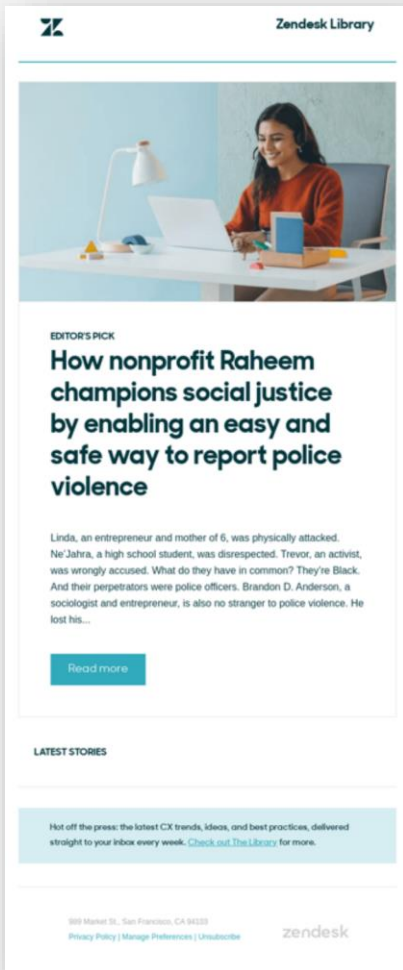 Zendesk Library
EDITOR'S PICK
How nonprofit Raheem
champions social justice
by enabling an easy and
safe way to report police
violence
Linda, an entrepreneur and mother of 6, was physically attacked.
Ne'Jahra, a high school student, was disrespected. Trevor, an activist,
was wrongly accused. What do they have in common? They're Black.
And their perpetrators were police officers. Brandon D. Anderson, a
sociologist and entrepreneur, is also no stranger to police violence. He
lost his...
Read more
LATEST STORIES
Hot off the press: the latest CX trends, ideas, and best practices, delivered
straight to your inbox every week. Check out The Library for more.
Market St., San Francisco, CA
Privacy Policy | Manage Preferences | Unsubscribe
zendesk